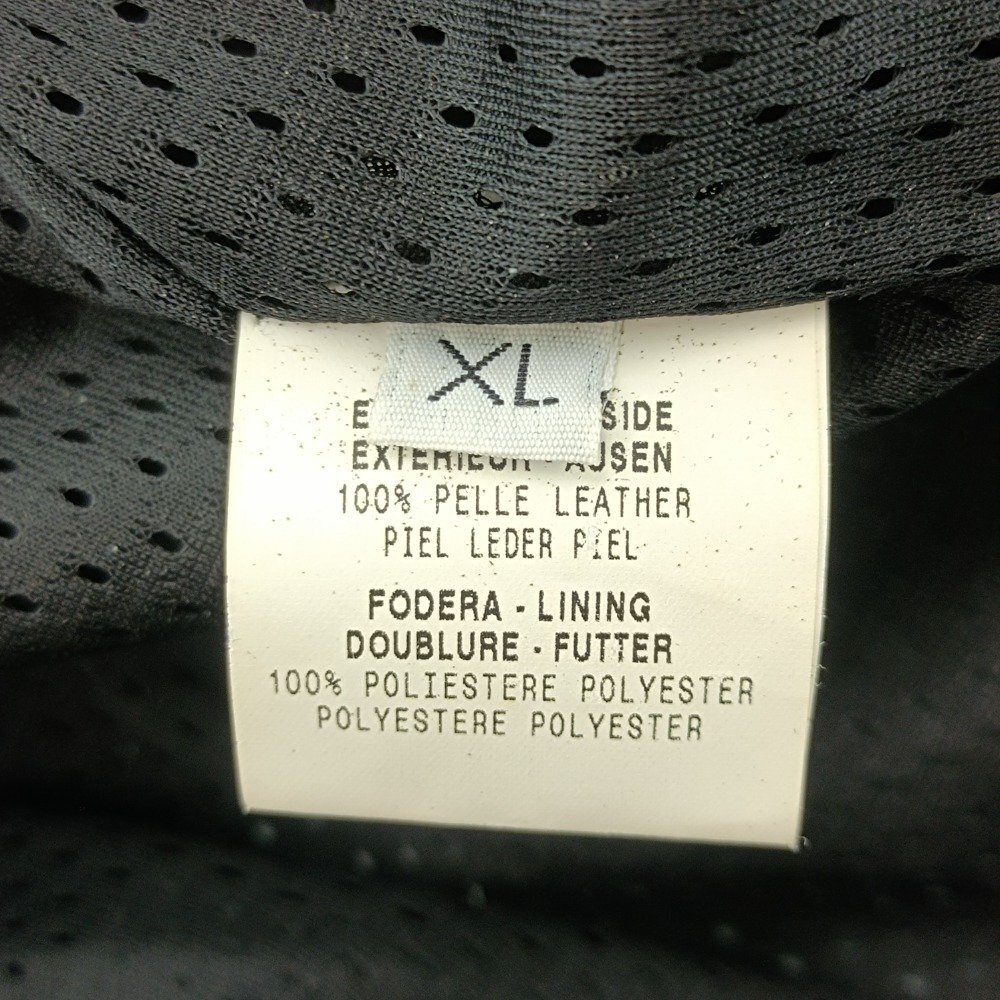 XL
SIDE
EXTERIEUR - AUSEN
100% PELLE LEATHER
PIEL LEDER PIEL
FODERA - LINING
DOUBLURE - FUTTER
100% POLIESTERE POLYESTER
POLYESTERE POLYESTER